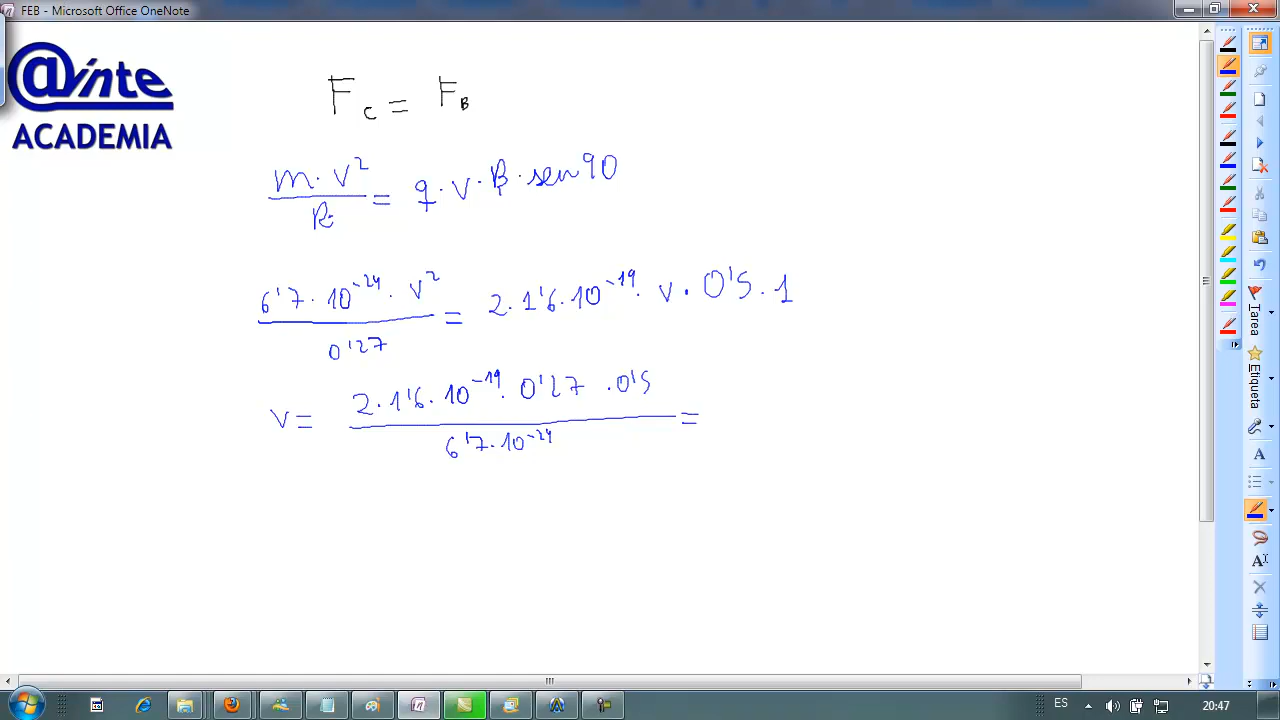 FEB - Microsoft Office OneNote
@inte
ACADEMIA
F_C = F_B
m · v² / R = q · v · B · sen 90
6'7 · 10⁻²⁴ · v² / 0'27 = 2 · 1'6 · 10⁻¹⁹ · v · 0'5 · 1
v = 2 · 1'6 · 10⁻¹⁹ · 0'27 · 0'5 / 6'7 · 10⁻²⁴ =
Tarea
Etiqueta
ES
20:47